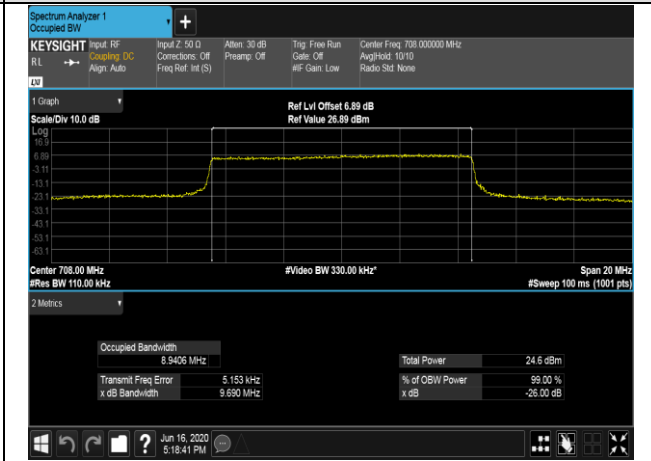 Spectrum Analyzer 1
Occupied BW
KEYSIGHT
RL
LXI
Input: RF
Coupling: DC
Align: Auto
Input Z: 50 Ω
Corrections: Off
Freq Ref: Int (S)
Atten: 30 dB
Preamp: Off
Trig: Free Run
Gate: Off
#IF Gain: Low
Center Freq: 708.000000 MHz
Avg|Hold: 10/10
Radio Std: None
1 Graph
Scale/Div 10.0 dB
Ref Lvl Offset 6.89 dB
Ref Value 26.89 dBm
Log
16.9
6.89
-3.11
-13.1
-23.1
-33.1
-43.1
-53.1
-63.1
Center 708.00 MHz
#Video BW 330.00 kHz*
Span 20 MHz
#Res BW 110.00 kHz
#Sweep 100 ms (1001 pts)
2 Metrics
Occupied Bandwidth
8.9406 MHz
Total Power 24.6 dBm
Transmit Freq Error 5.153 kHz
% of OBW Power 99.00 %
x dB Bandwidth 9.690 MHz
x dB -26.00 dB
?
Jun 16, 2020
5:18:41 PM